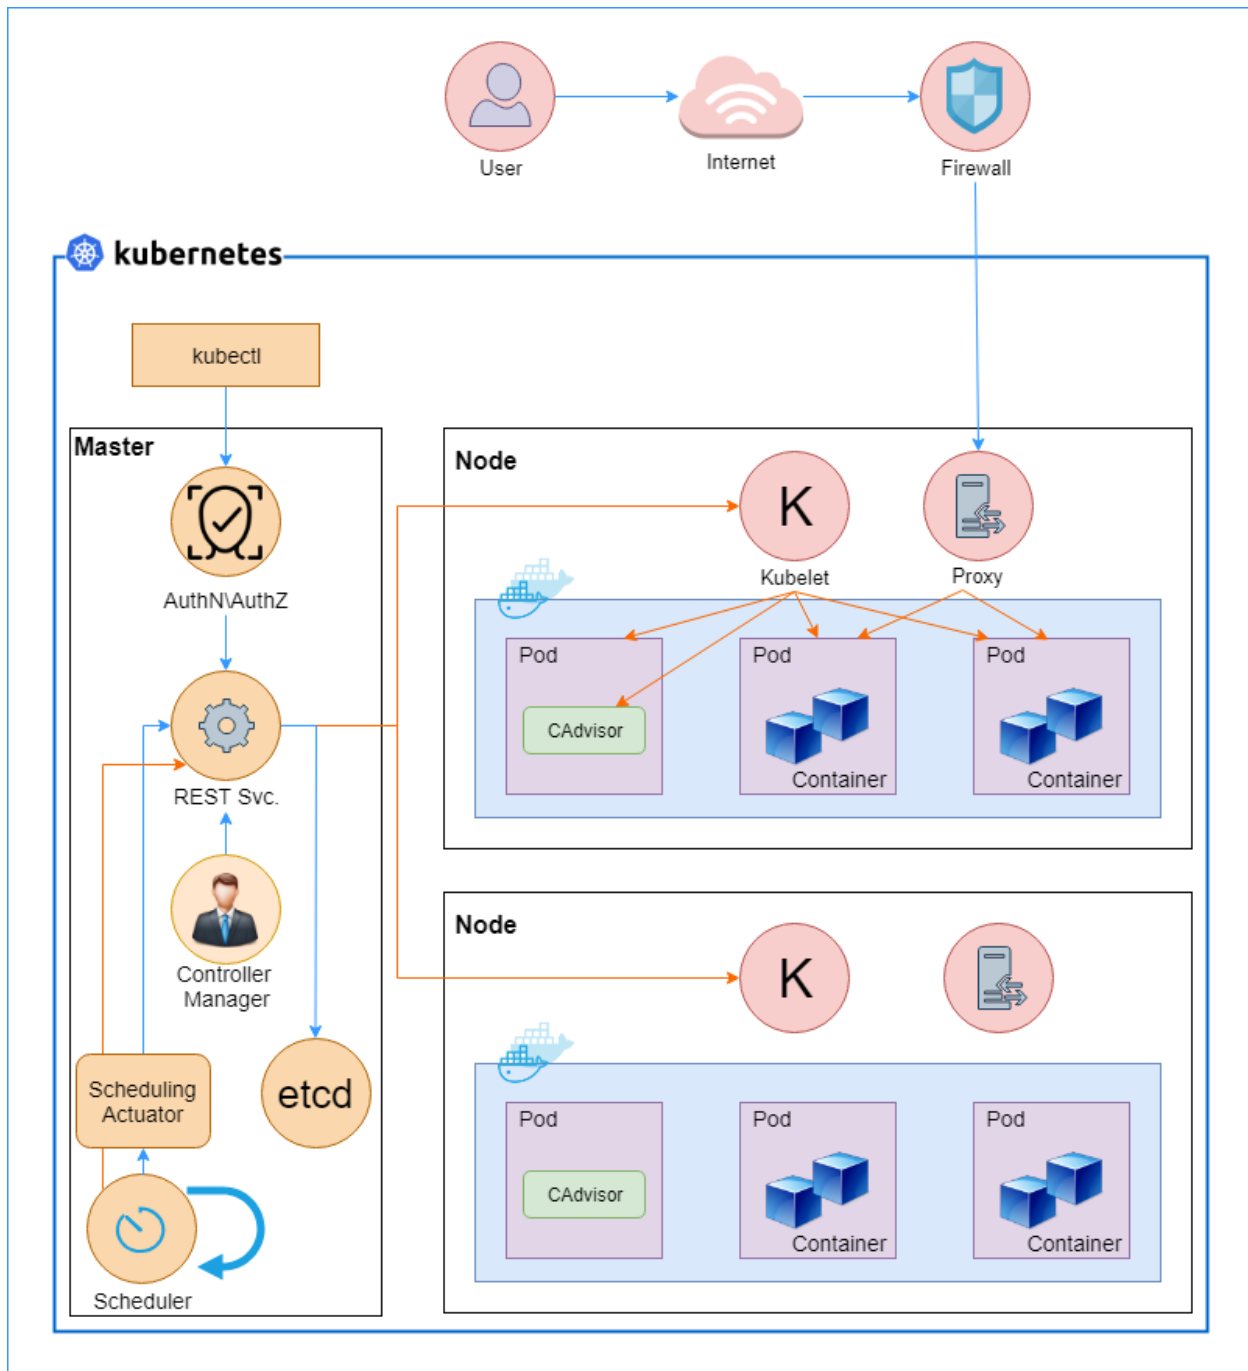 User
Internet
Firewall
kubernetes
kubectl
Master
AuthN\AuthZ
REST Svc.
Controller
Manager
Scheduling
Actuator
etcd
Scheduler
Node
K
Kubelet
Proxy
Pod
CAdvisor
Pod
Container
Pod
Container
Node
K
Pod
CAdvisor
Pod
Container
Pod
Container